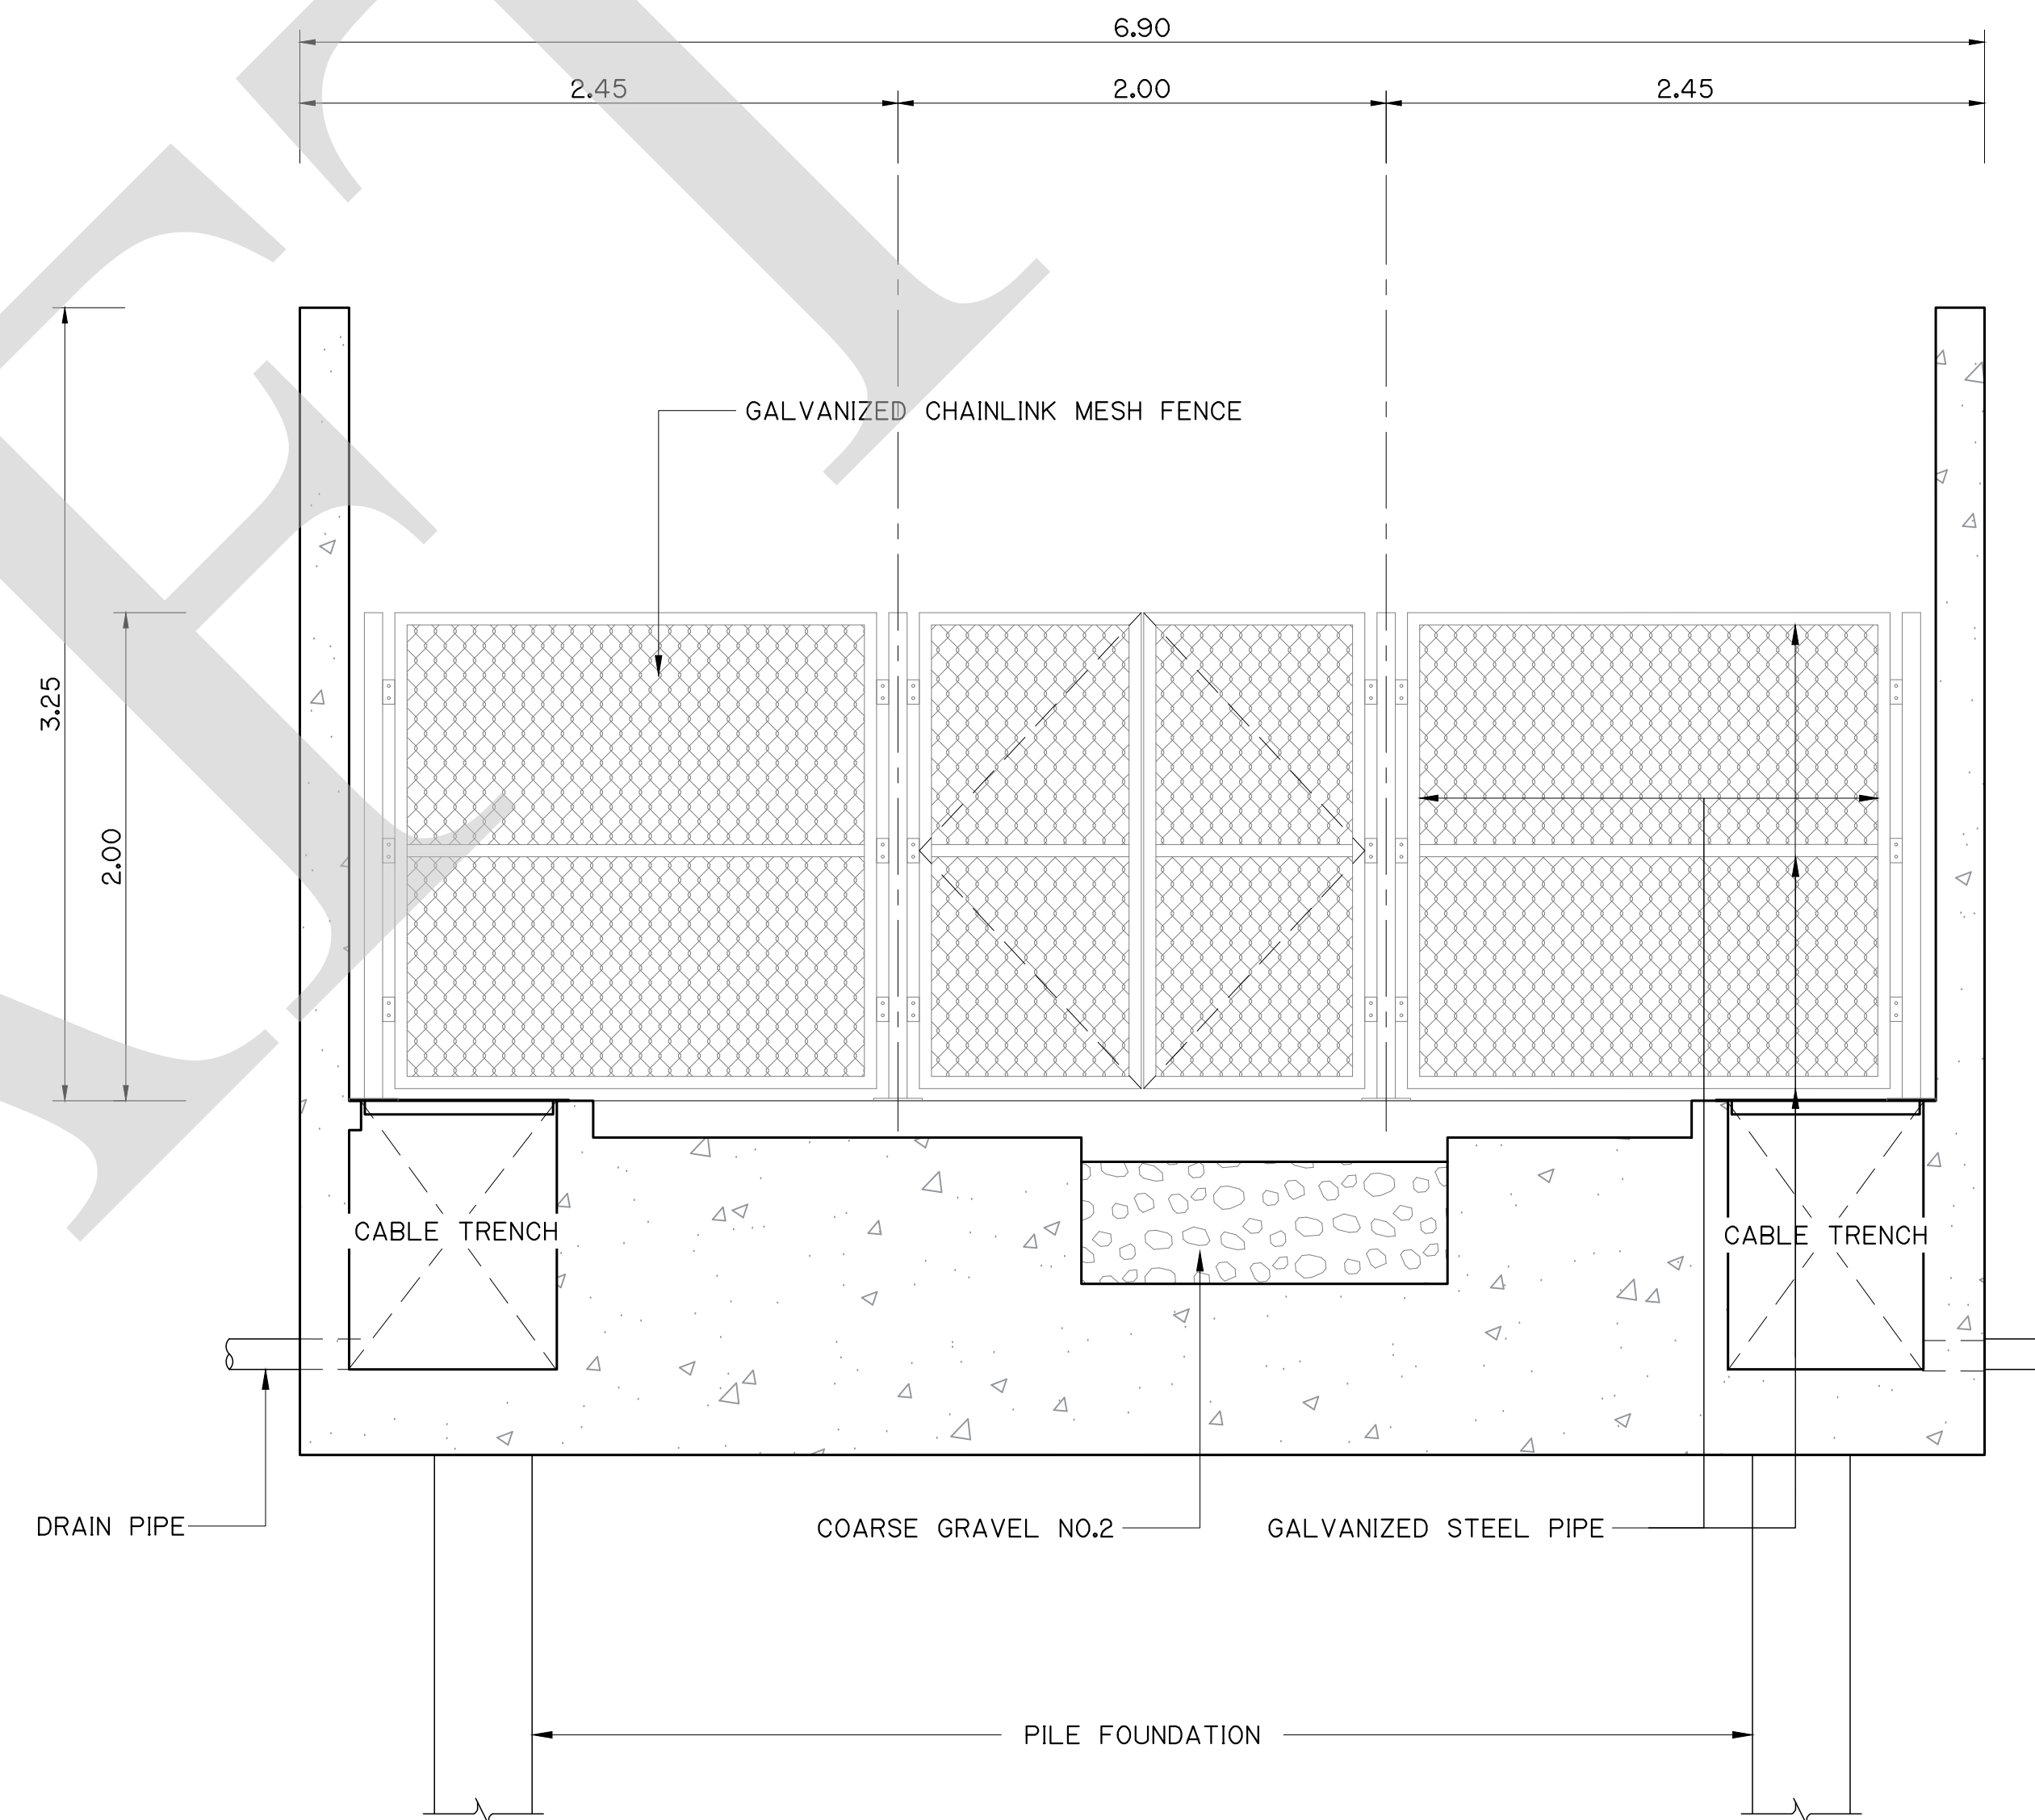 6.90
2.45
2.00
2.45
GALVANIZED CHAINLINK MESH FENCE
3.25
2.00
CABLE TRENCH
CABLE TRENCH
DRAIN PIPE
COARSE GRAVEL NO.2
GALVANIZED STEEL PIPE
PILE FOUNDATION